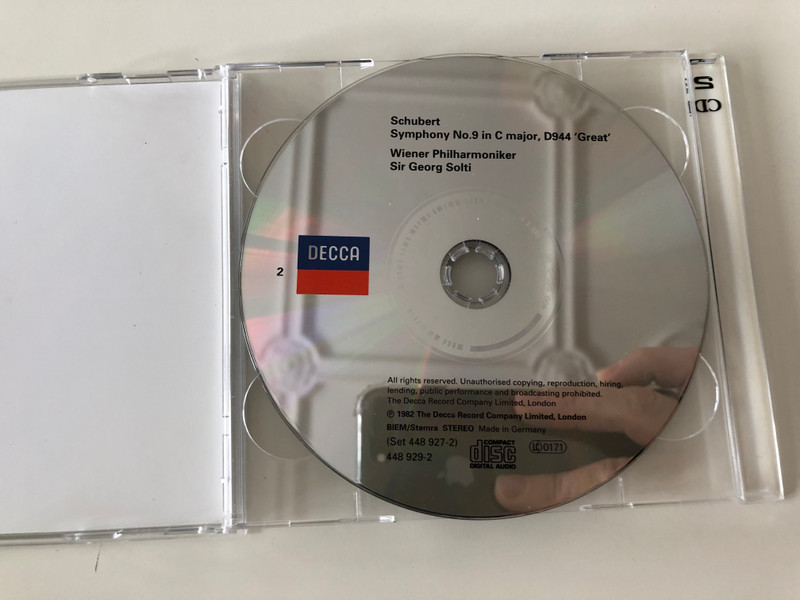 Schubert
Symphony No.9 in C major, D944 'Great'
Wiener Philharmoniker
Sir Georg Solti
DECCA
2
All rights reserved. Unauthorised copying, reproduction, hiring,
lending, public performance and broadcasting prohibited.
The Decca Record Company Limited, London
℗ 1982 The Decca Record Company Limited, London
BIEM/Stemra STEREO Made in Germany
(Set 448 927-2)
448 929-2
COMPACT
disc
DIGITAL AUDIO
LC 0171
2
CD